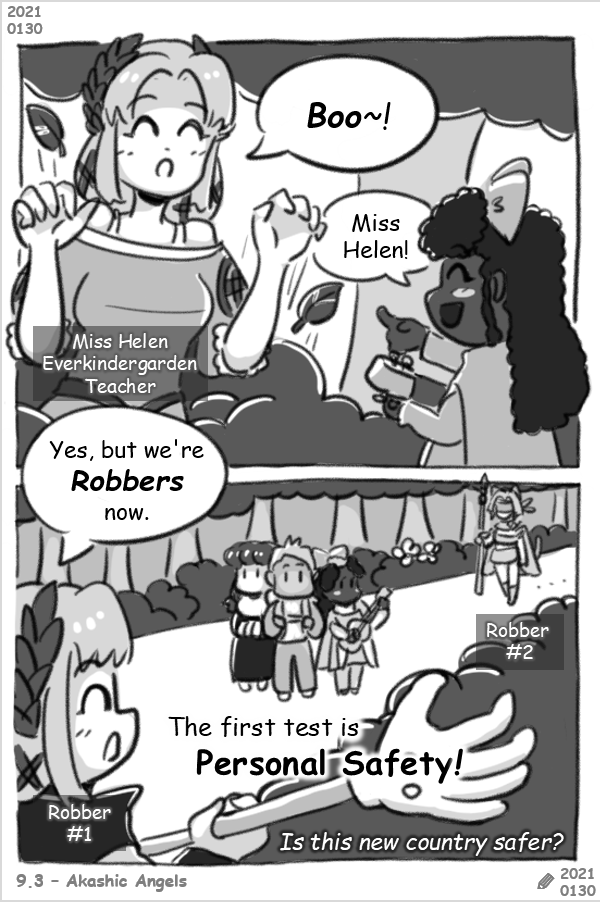 2021
0130
Boo~!
Miss
Helen!
Miss Helen
Everkindergarden
Teacher
Yes, but we're
Robbers
now.
Robber
#2
The first test is
Personal Safety!
Robber
#1
Is this new country safer?
9.3 – Akashic Angels
2021
0130